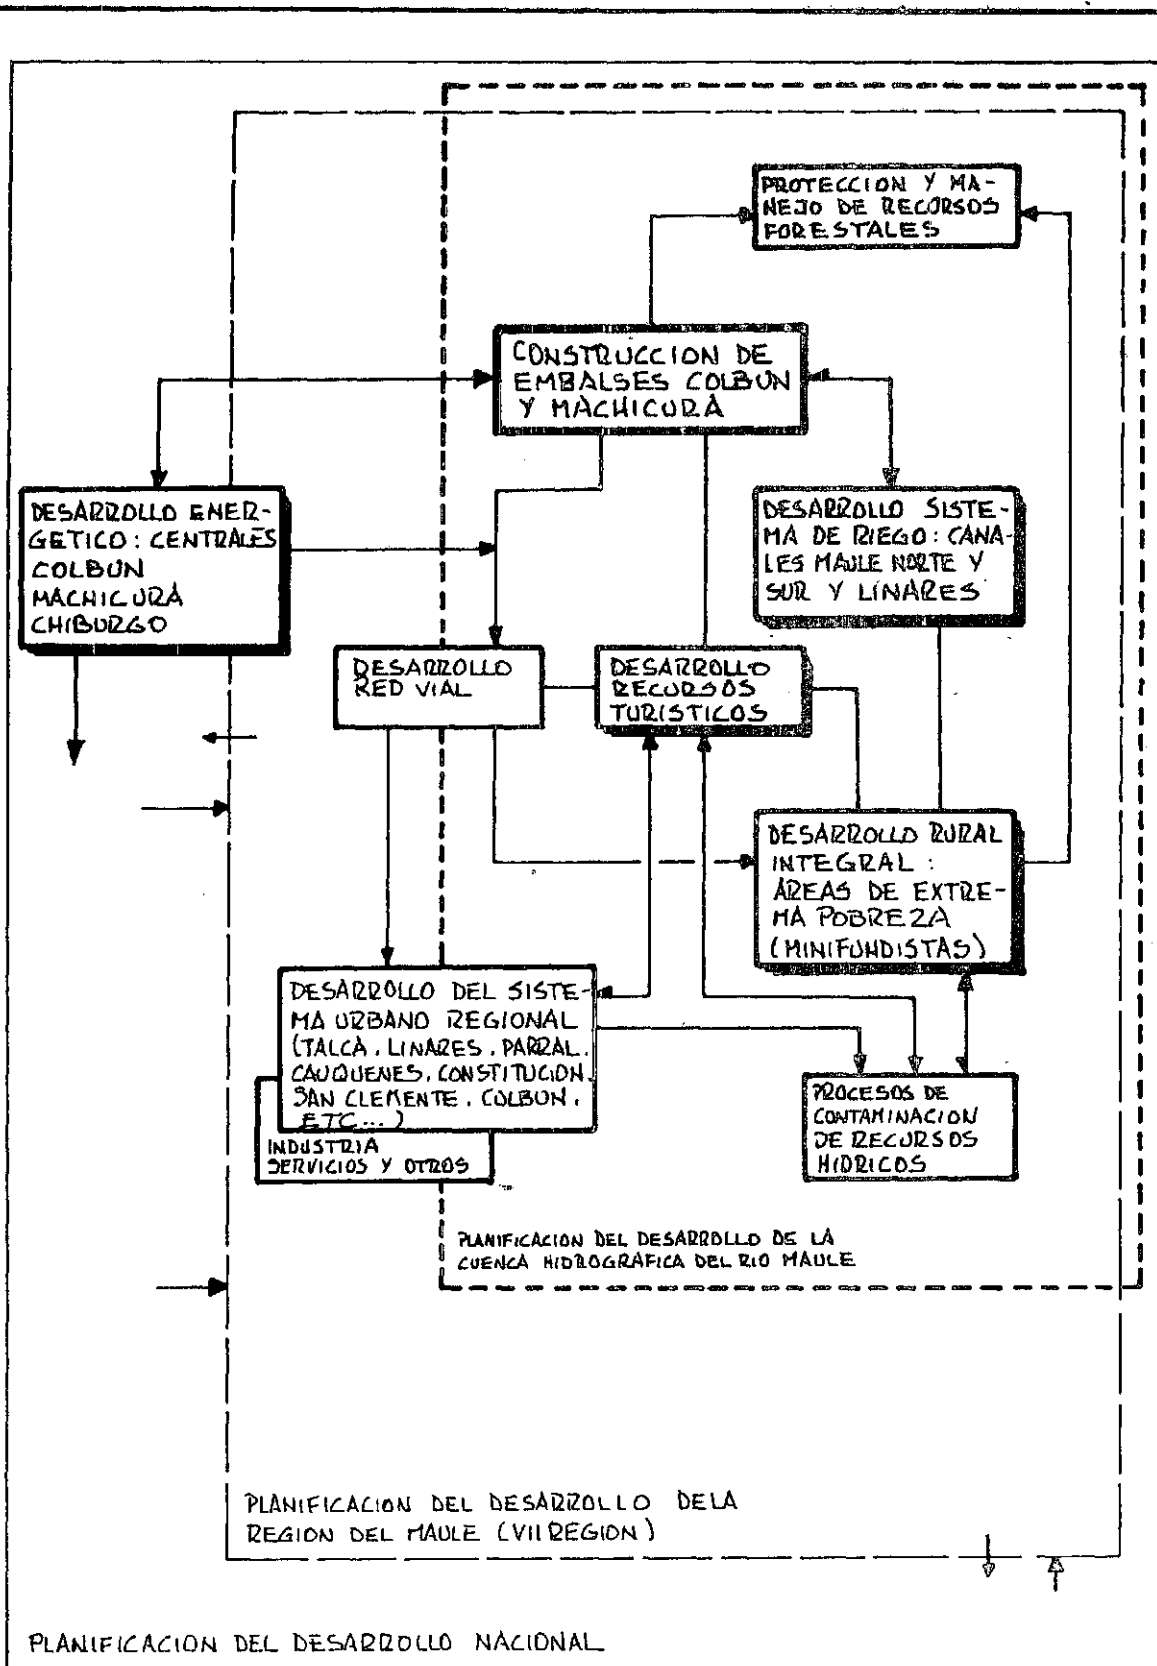 PROTECCION Y MA-
NEJO DE RECURSOS
FORESTALES
CONSTRUCCION DE
EMBALSES COLBUN
Y MACHICURA
DESARROLLO ENER-
GETICO: CENTRALES
COLBUN
MACHICURA
CHIBURGO
DESARROLLO SISTE-
MA DE RIEGO: CANA-
LES MAULE NORTE Y
SUR Y LINARES
DESARROLLO
RED VIAL
DESARROLLO
RECURSOS
TURISTICOS
DESARROLLO RURAL
INTEGRAL:
AREAS DE EXTRE-
MA POBREZA
(MINIFUNDISTAS)
DESARROLLO DEL SISTE-
MA URBANO REGIONAL
(TALCA, LINARES, PARRAL,
CAUQUENES, CONSTITUCION,
SAN CLEMENTE, COLBUN,
ETC...)
INDUSTRIA
SERVICIOS Y OTROS
PROCESOS DE
CONTAMINACION
DE RECURSOS
HIDRICOS
PLANIFICACION DEL DESARROLLO DE LA
CUENCA HIDROGRAFICA DEL RIO MAULE
PLANIFICACION DEL DESARROLLO DELA
REGION DEL MAULE (VII REGION)
PLANIFICACION DEL DESARROLLO NACIONAL